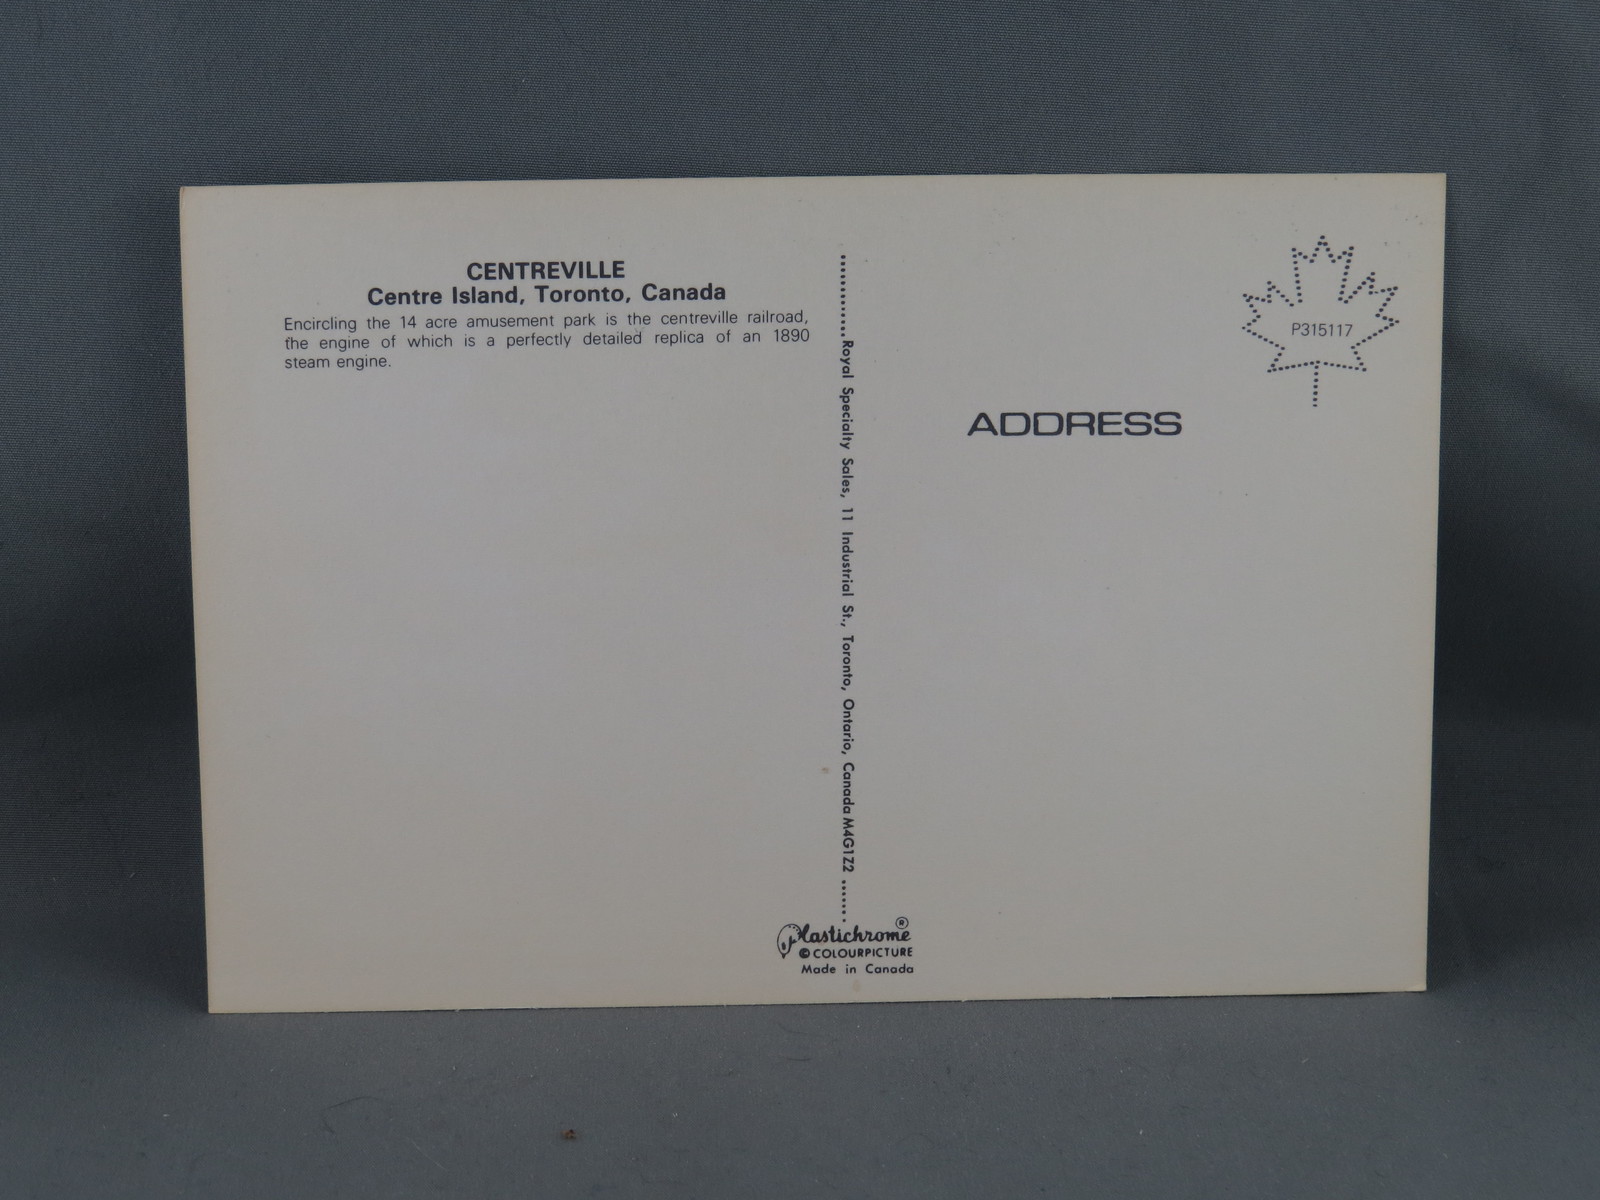 CENTREVILLE
Centre Island, Toronto, Canada
Encircling the 14 acre amusement park is the centreville railroad,
the engine of which is a perfectly detailed replica of an 1890
steam engine.
Royal Specialty Sales, 11 Industrial St., Toronto, Ontario, Canada M4G1Z2
P315117
ADDRESS
Plastichrome ®
© COLOURPICTURE
Made in Canada